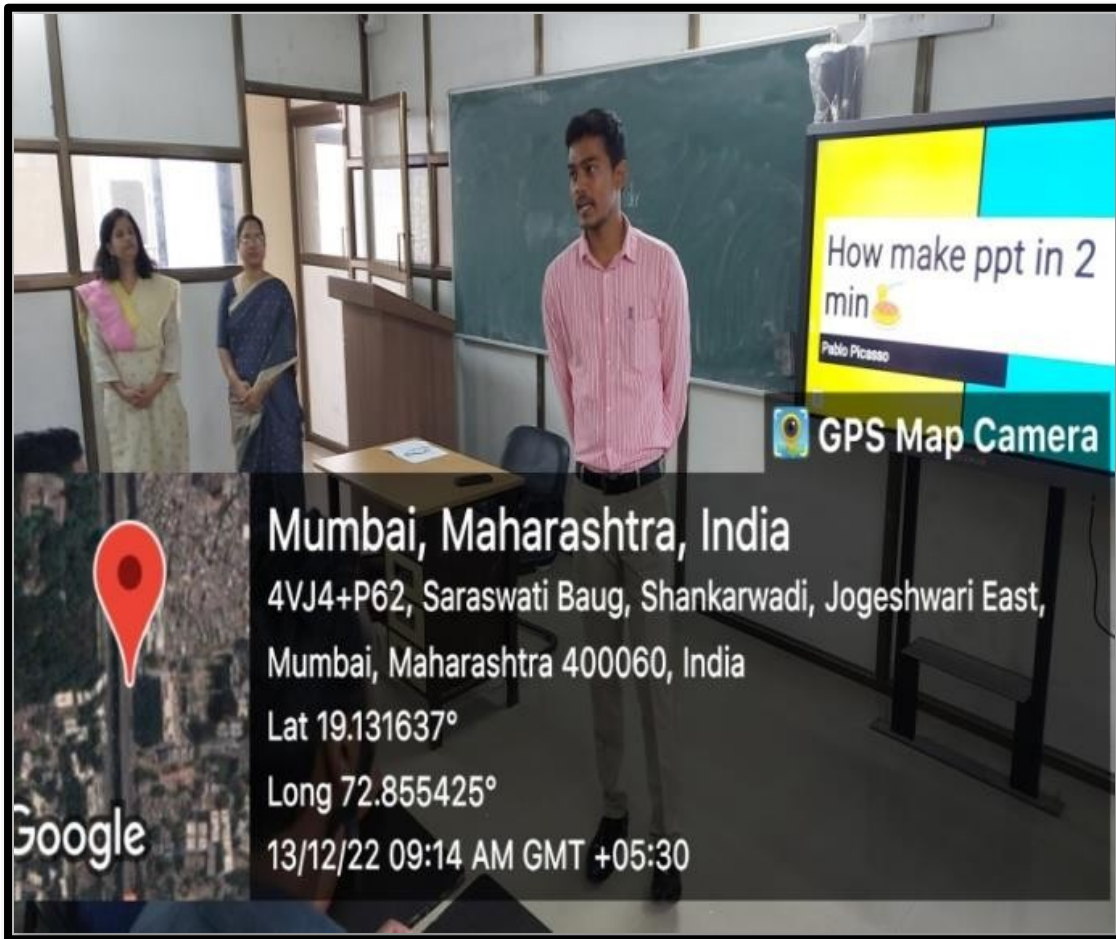 How make ppt in 2
min🍝
Pablo Picasso
GPS Map Camera
Mumbai, Maharashtra, India
4VJ4+P62, Saraswati Baug, Shankarwadi, Jogeshwari East,
Mumbai, Maharashtra 400060, India
Lat 19.131637°
Long 72.855425°
13/12/22 09:14 AM GMT +05:30
Google